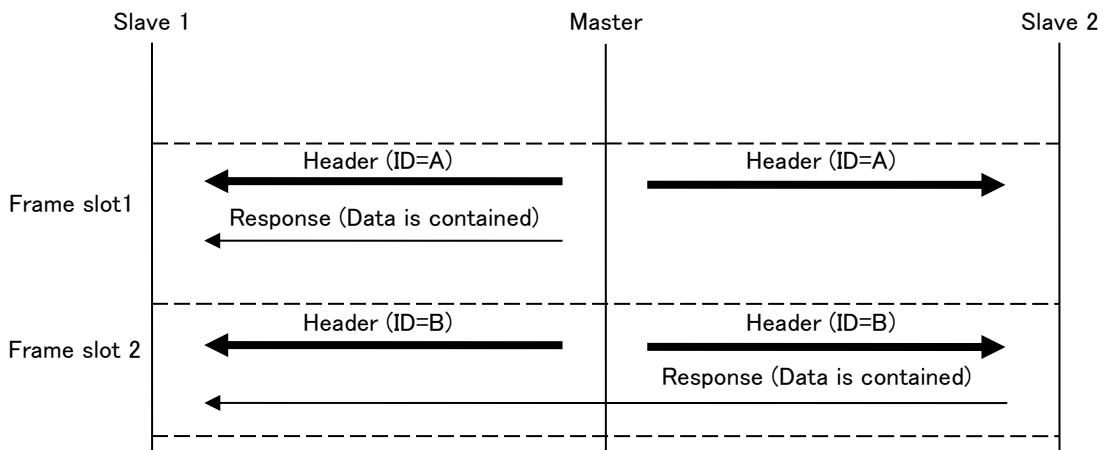 Slave 1
Master
Slave 2
Header (ID=A)
Header (ID=A)
Frame slot1
Response (Data is contained)
Header (ID=B)
Header (ID=B)
Frame slot 2
Response (Data is contained)